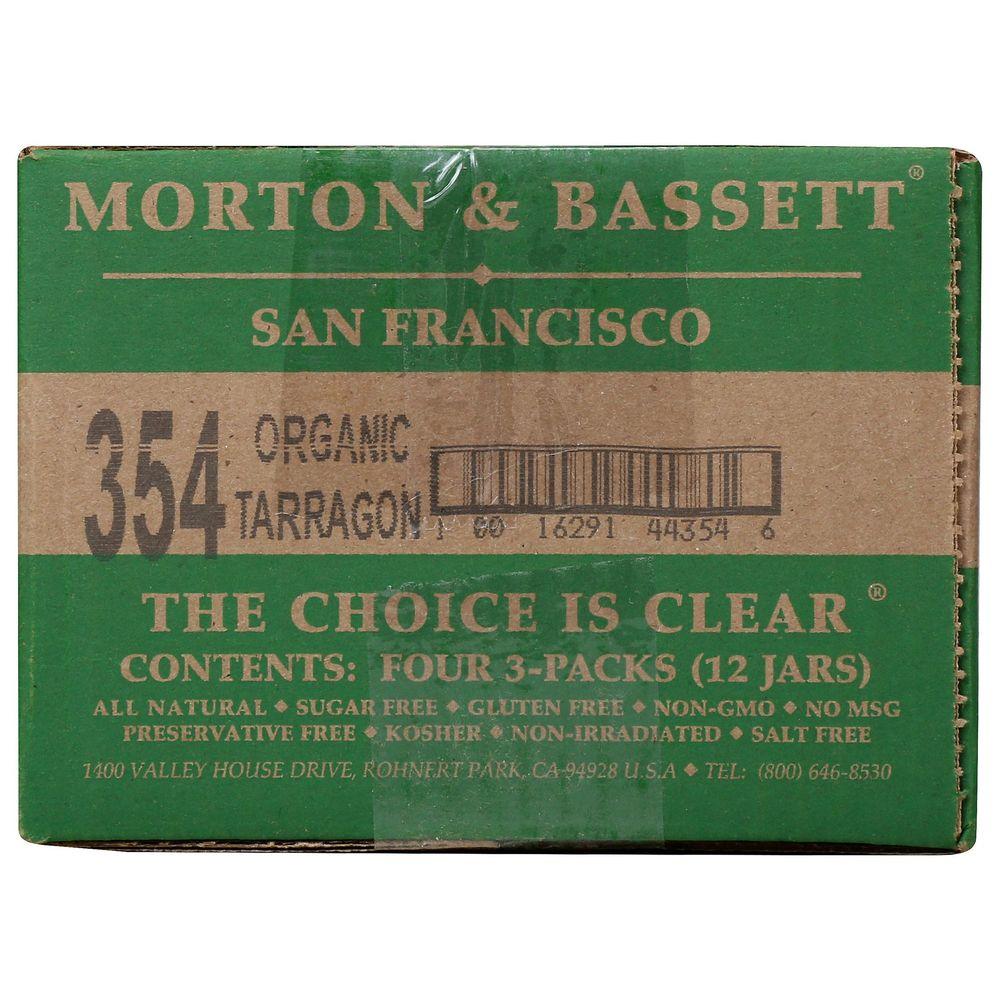 MORTON & BASSETT®
SAN FRANCISCO
354 ORGANIC TARRAGON
1 00 16291 44354 6
THE CHOICE IS CLEAR®
CONTENTS: FOUR 3-PACKS (12 JARS)
ALL NATURAL ◆ SUGAR FREE ◆ GLUTEN FREE ◆ NON-GMO ◆ NO MSG
PRESERVATIVE FREE ◆ KOSHER ◆ NON-IRRADIATED ◆ SALT FREE
1400 VALLEY HOUSE DRIVE, ROHNERT PARK, CA 94928 U.S.A ◆ TEL: (800) 646-8530